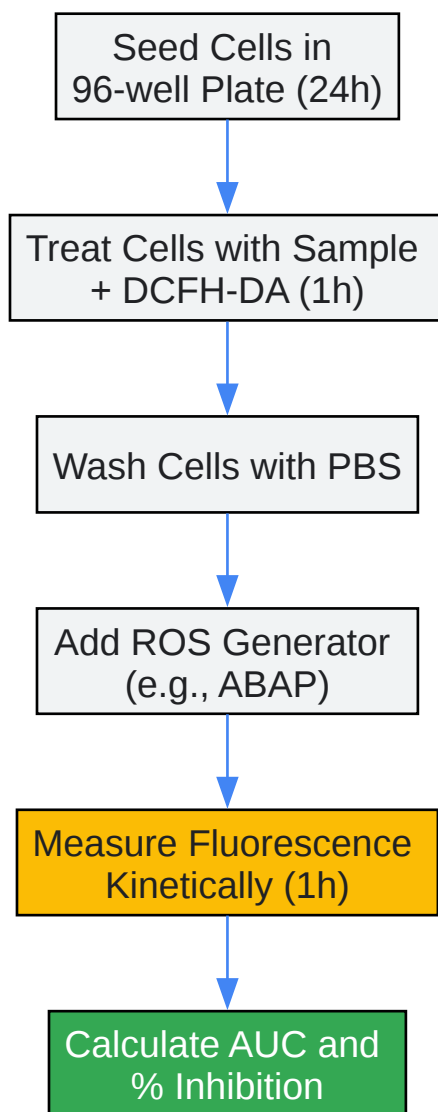 Seed Cells in
96-well Plate (24h)
Treat Cells with Sample
+ DCFH-DA (1h)
Wash Cells with PBS
Add ROS Generator
(e.g., ABAP)
Measure Fluorescence
Kinetically (1h)
Calculate AUC and
% Inhibition